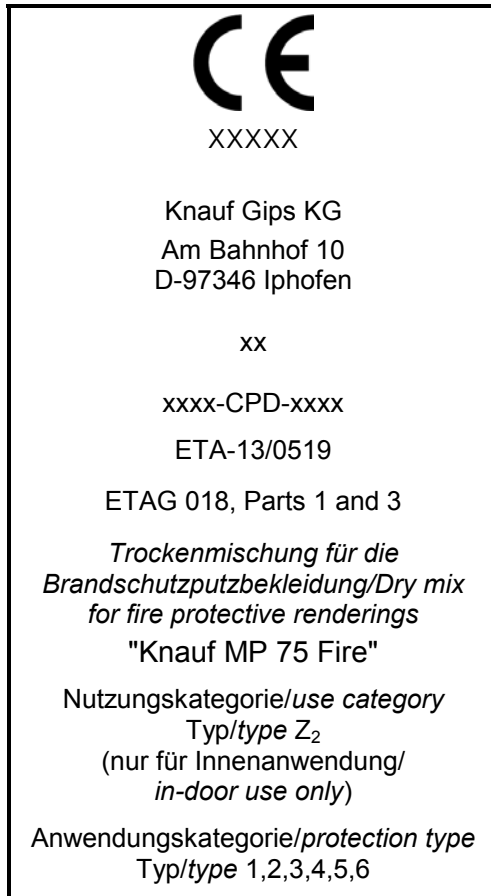 CE
XXXXX
Knauf Gips KG
Am Bahnhof 10
D-97346 Iphofen
xx
xxxx-CPD-xxxx
ETA-13/0519
ETAG 018, Parts 1 and 3
Trockenmischung für die
Brandschutzputzbekleidung/Dry mix
for fire protective renderings
"Knauf MP 75 Fire"
Nutzungskategorie/use category
Typ/type Z₂
(nur für Innenanwendung/
in-door use only)
Anwendungskategorie/protection type
Typ/type 1,2,3,4,5,6